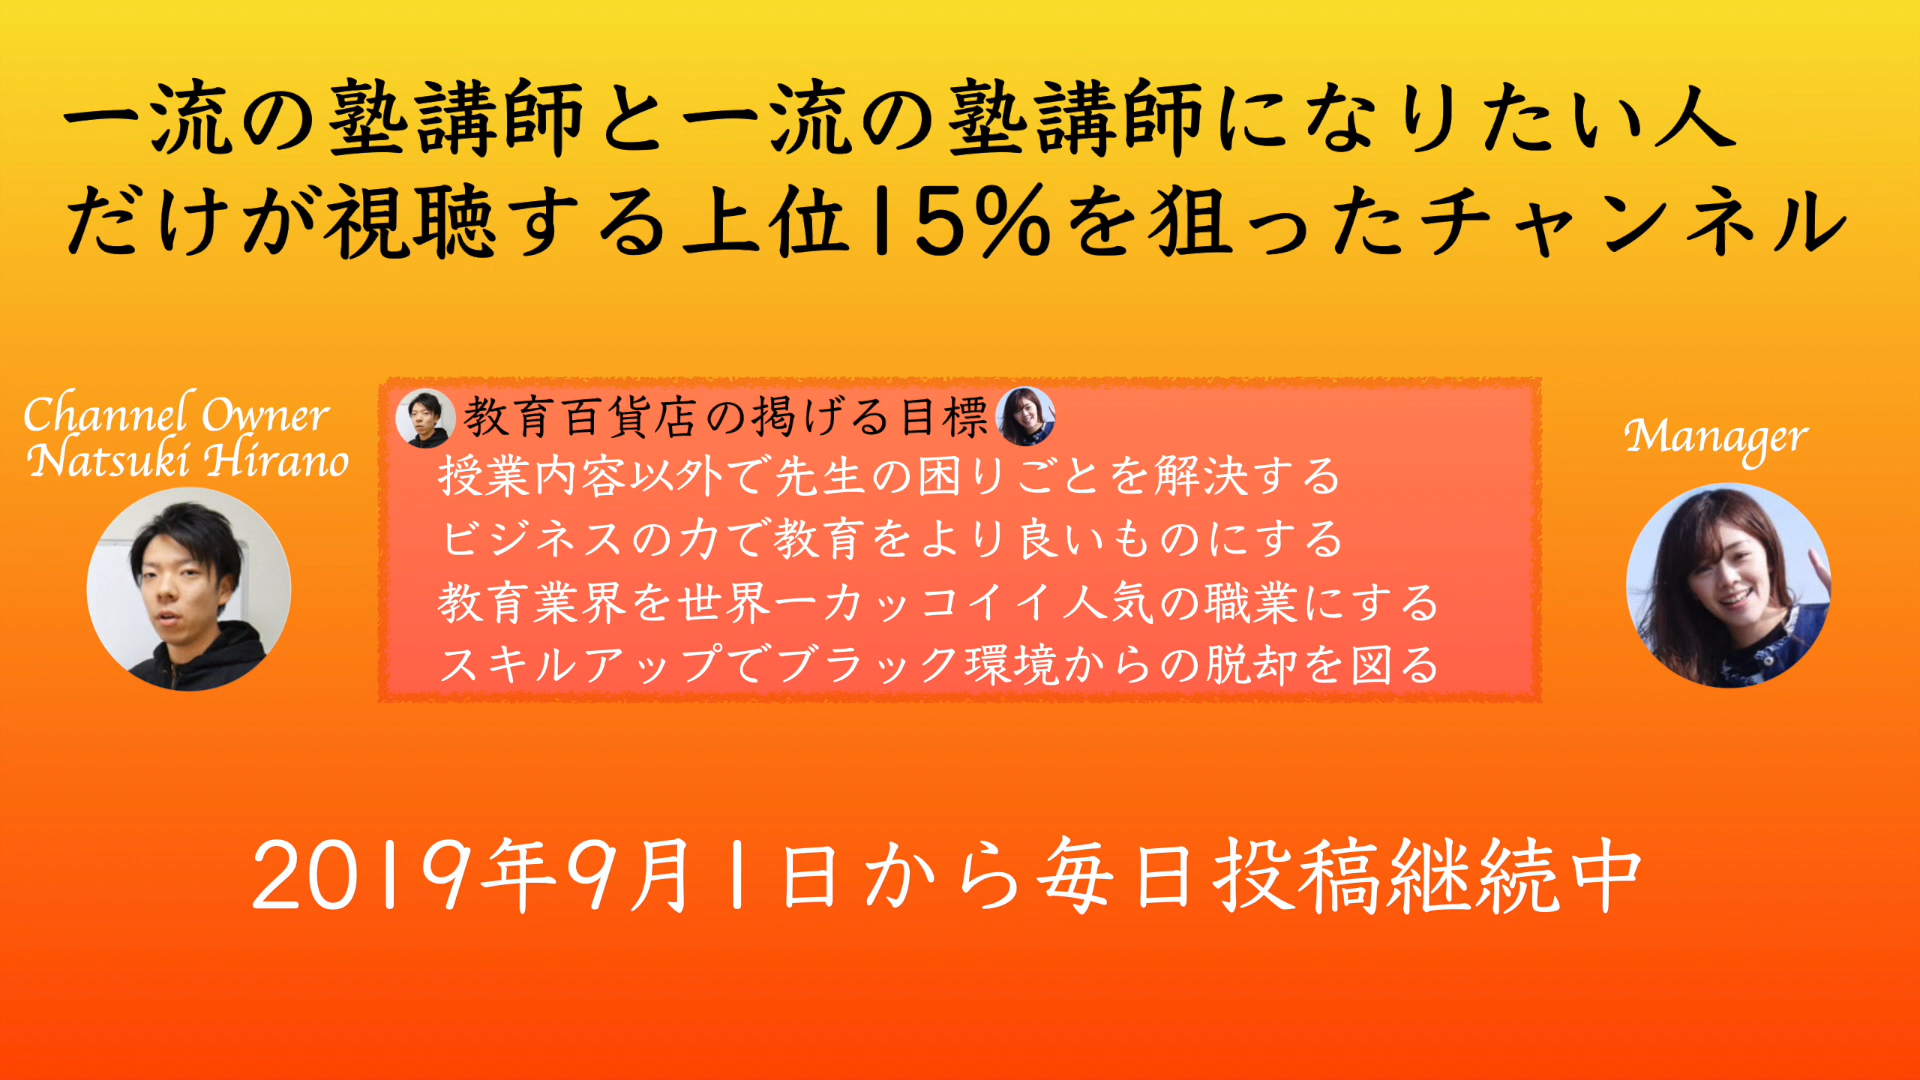 一流の塾講師と一流の塾講師になりたい人
だけが視聴する上位15%を狙ったチャンネル
Channel Owner
Natsuki Hirano
教育百貨店の掲げる目標
授業内容以外で先生の困りごとを解決する
ビジネスの力で教育をより良いものにする
教育業界を世界一カッコイイ人気の職業にする
スキルアップでブラック環境からの脱却を図る
Manager
2019年9月1日から毎日投稿継続中